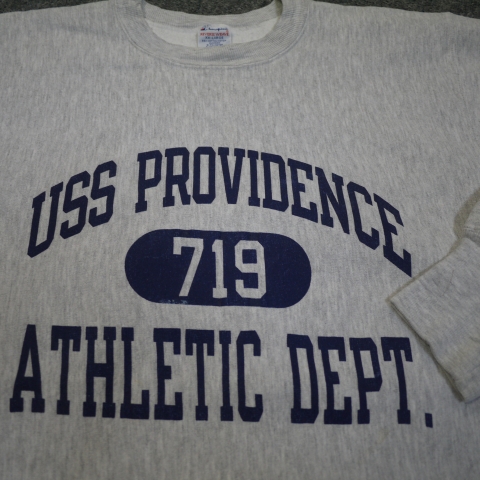 USS PROVIDENCE
719
ATHLETIC DEPT.